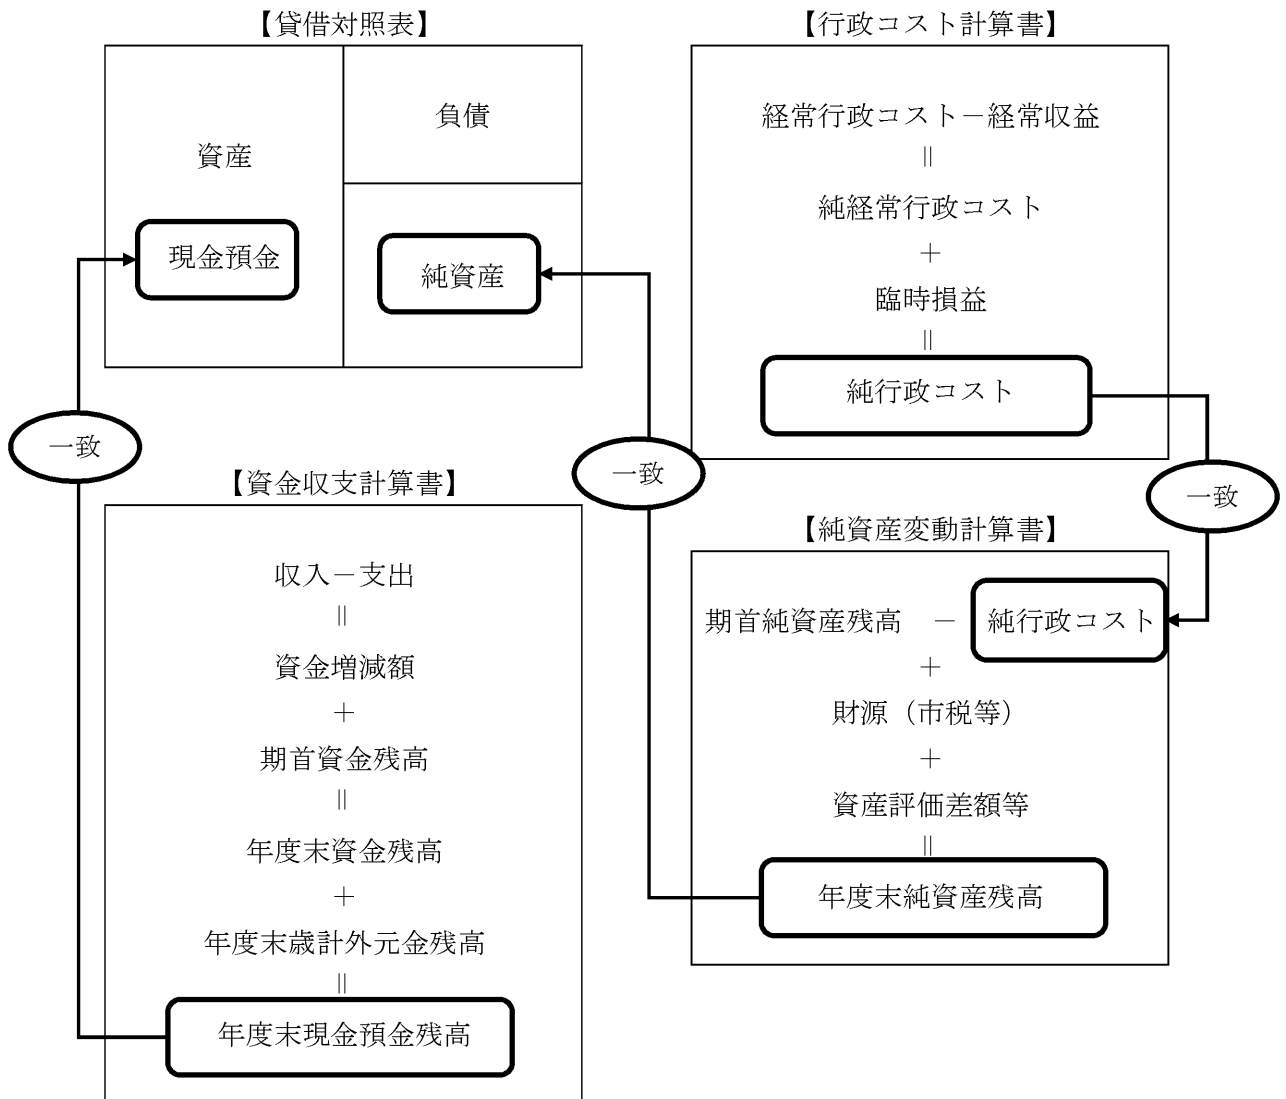 【貸借対照表】
資産
現金預金
負債
純資産
一致
【資金収支計算書】
収入－支出
||
資金増減額
＋
期首資金残高
||
年度末資金残高
＋
年度末歳計外元金残高
||
年度末現金預金残高
【行政コスト計算書】
経常行政コスト－経常収益
||
純経常行政コスト
＋
臨時損益
||
純行政コスト
一致
一致
【純資産変動計算書】
期首純資産残高　－　純行政コスト
＋
財源（市税等）
＋
資産評価差額等
||
年度末純資産残高